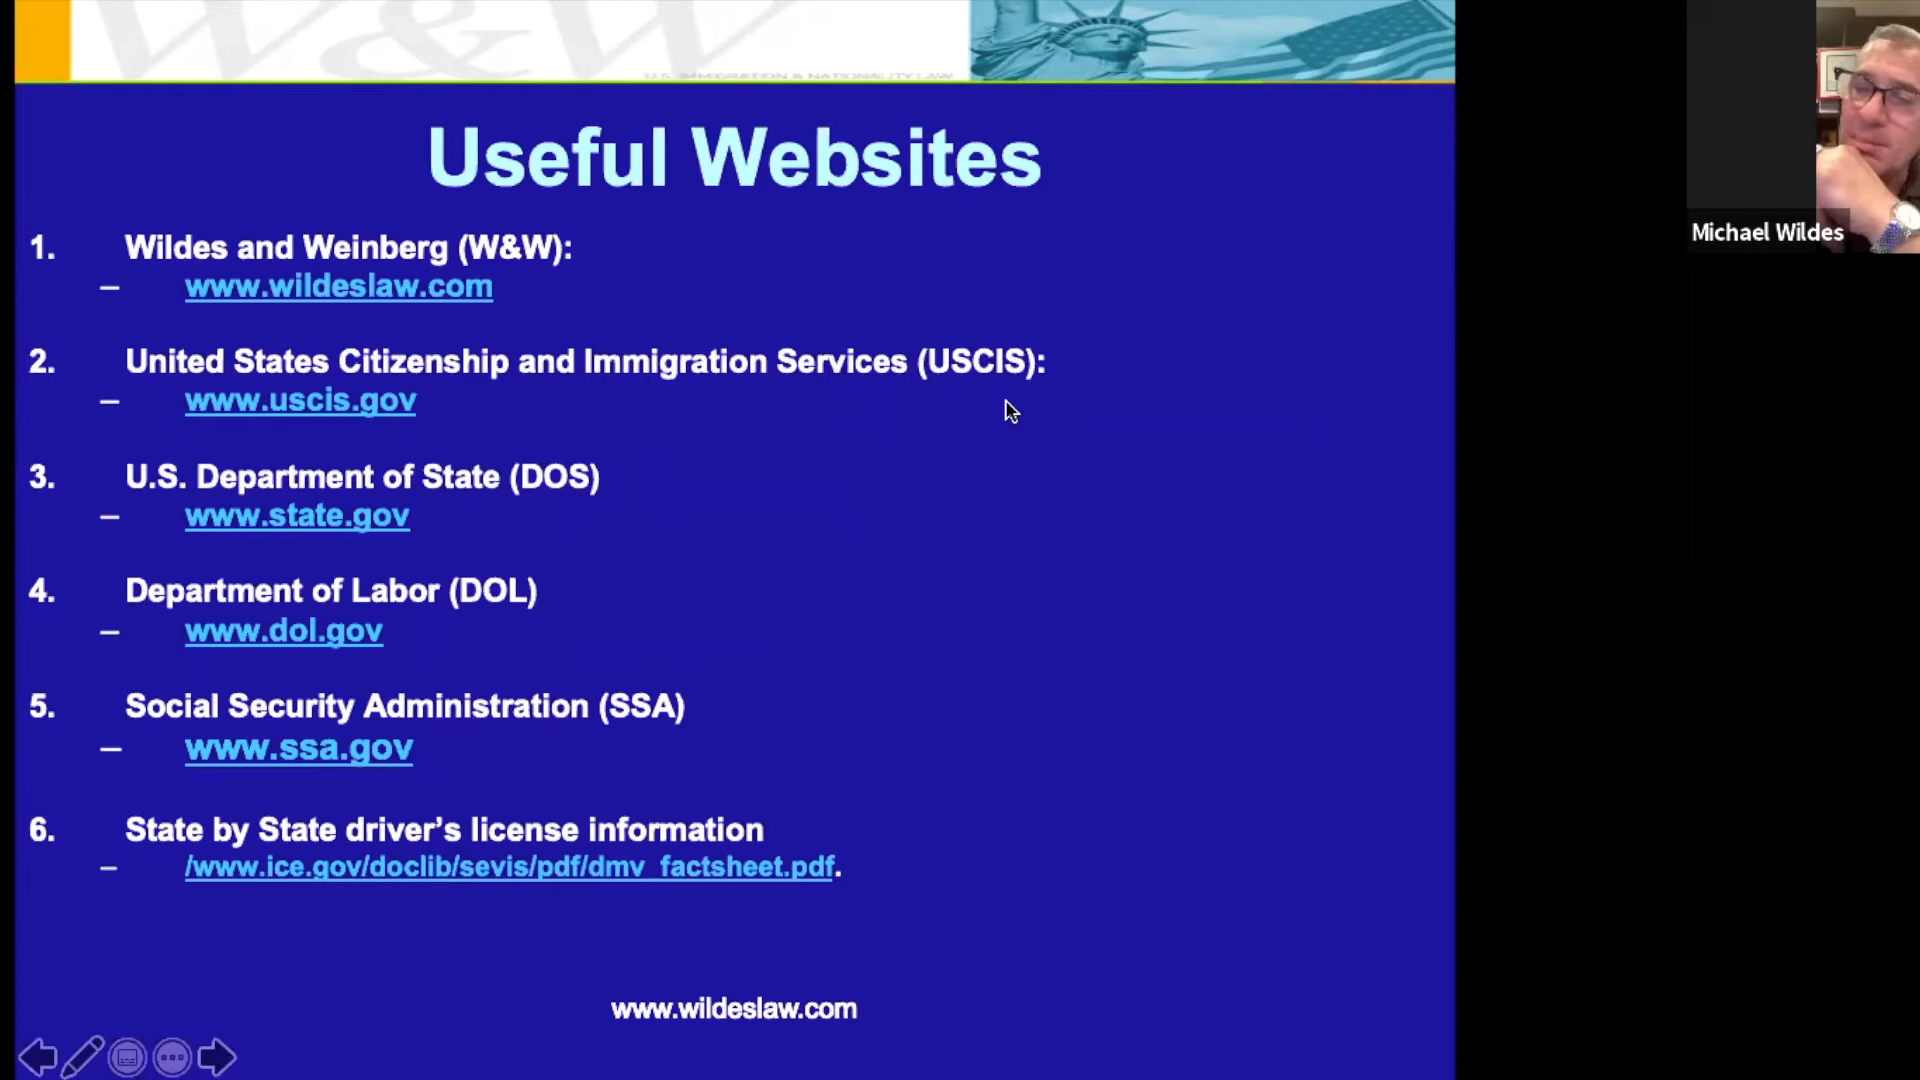 W&W
U.S. IMMIGRATION & NATIONALITY LAW
Useful Websites
1. Wildes and Weinberg (W&W):
– www.wildeslaw.com
2. United States Citizenship and Immigration Services (USCIS):
– www.uscis.gov
3. U.S. Department of State (DOS)
– www.state.gov
4. Department of Labor (DOL)
– www.dol.gov
5. Social Security Administration (SSA)
– www.ssa.gov
6. State by State driver’s license information
– /www.ice.gov/doclib/sevis/pdf/dmv_factsheet.pdf.
www.wildeslaw.com
Michael Wildes